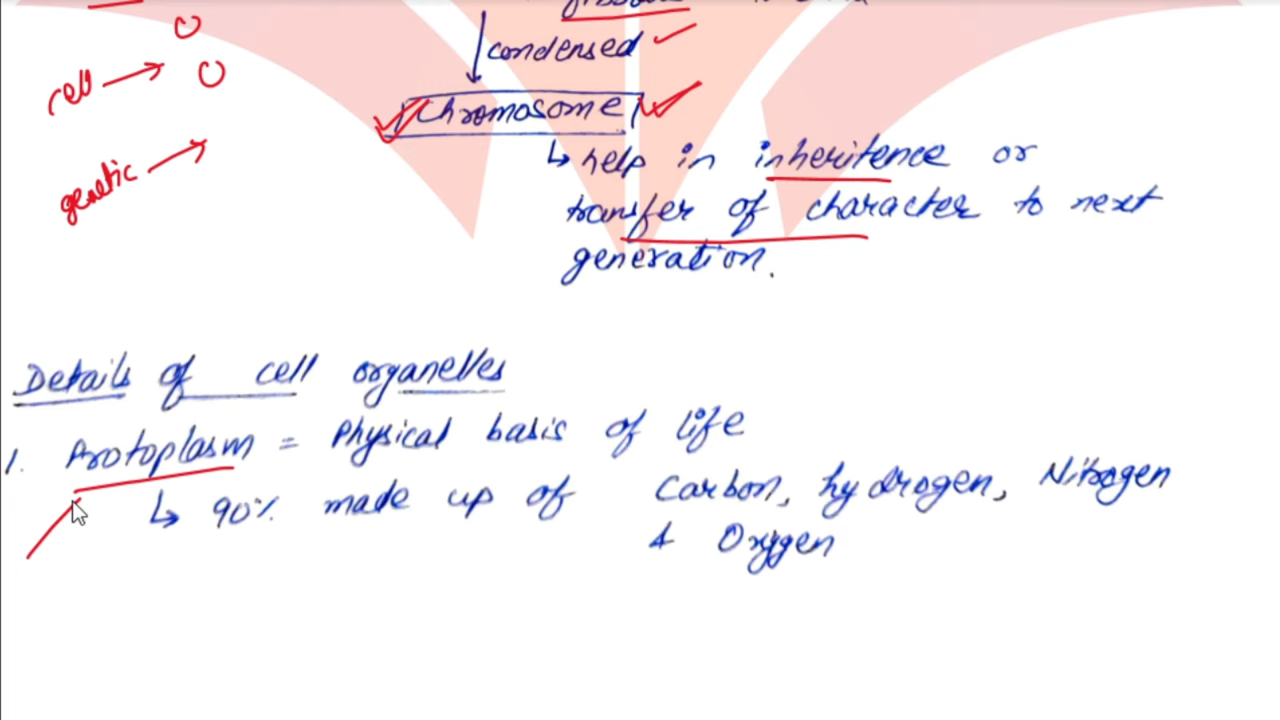 condensed
Chromosome
cell →
genetic →
↳ help in inheritence or
transfer of character to next
generation.
Details of cell organelles
1. Protoplasm = Physical basis of life
↳ 90% made up of Carbon, hydrogen, Nitrogen
& Oxygen